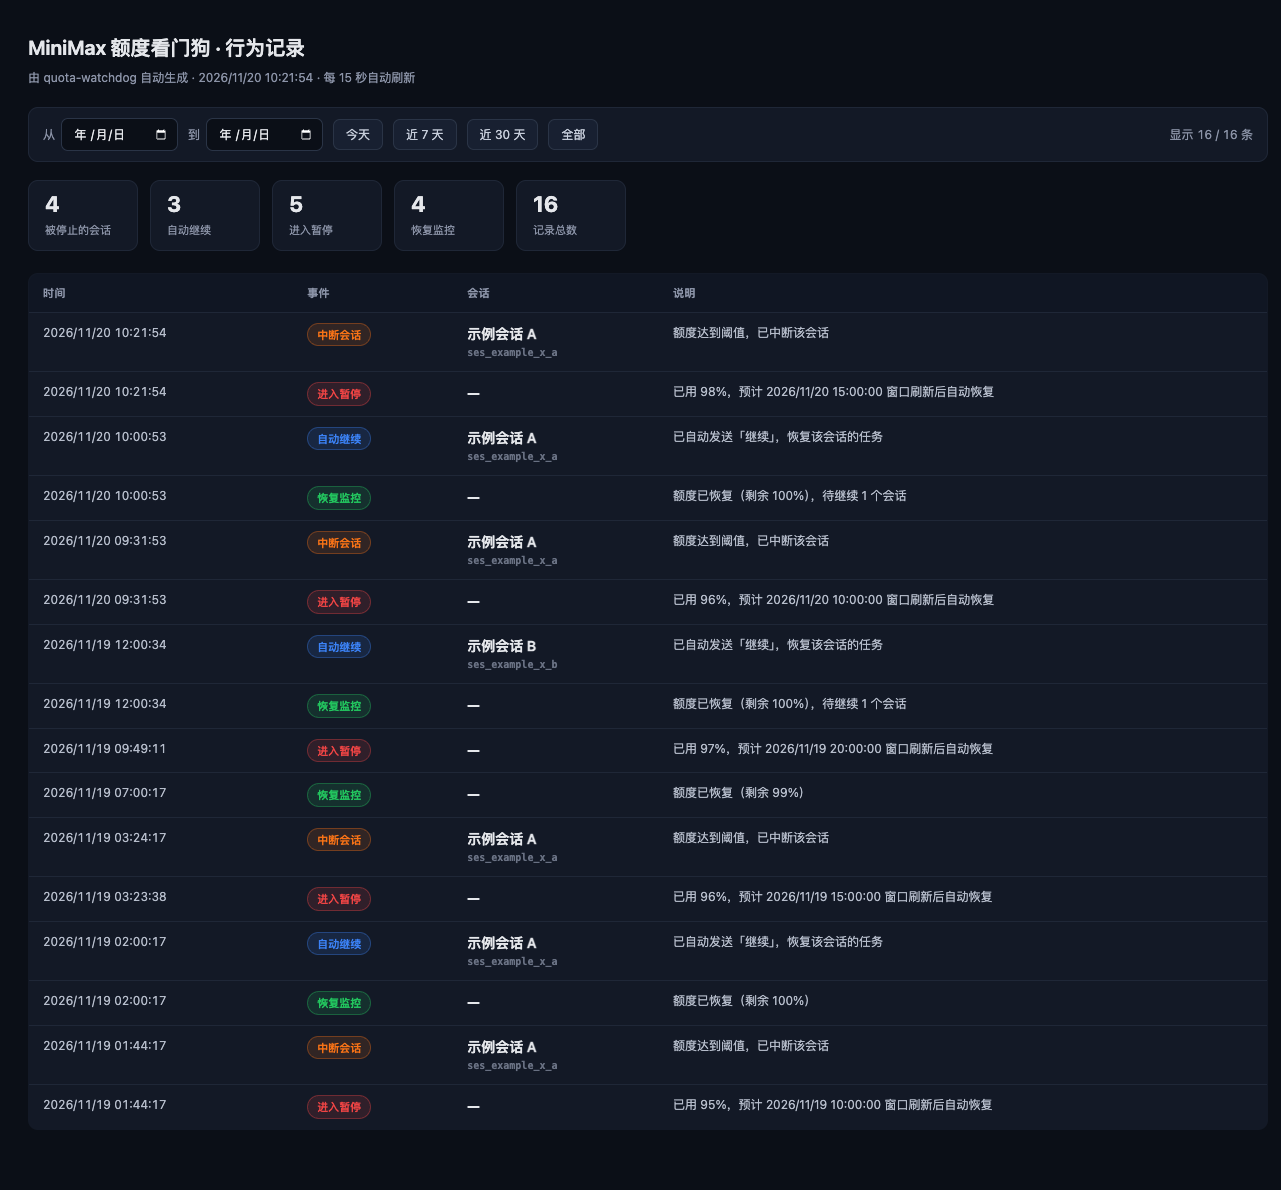 MiniMax 额度看门狗 · 行为记录
由 quota-watchdog 自动生成 · 2026/11/20 10:21:54 · 每 15 秒自动刷新
从 年 /月/日 到 年 /月/日 今天 近 7 天 近 30 天 全部 显示 16 / 16 条
4 3 5 4 16
被停止的会话 自动继续 进入暂停 恢复监控 记录总数
时间 事件 会话 说明
2026/11/20 10:21:54 中断会话 示例会话 A 额度达到阈值，已中断该会话
ses_example_x_a
2026/11/20 10:21:54 进入暂停 — 已用 98%，预计 2026/11/20 15:00:00 窗口刷新后自动恢复
2026/11/20 10:00:53 自动继续 示例会话 A 已自动发送「继续」，恢复该会话的任务
ses_example_x_a
2026/11/20 10:00:53 恢复监控 — 额度已恢复（剩余 100%），待继续 1 个会话
2026/11/20 09:31:53 中断会话 示例会话 A 额度达到阈值，已中断该会话
ses_example_x_a
2026/11/20 09:31:53 进入暂停 — 已用 96%，预计 2026/11/20 10:00:00 窗口刷新后自动恢复
2026/11/19 12:00:34 自动继续 示例会话 B 已自动发送「继续」，恢复该会话的任务
ses_example_x_b
2026/11/19 12:00:34 恢复监控 — 额度已恢复（剩余 100%），待继续 1 个会话
2026/11/19 09:49:11 进入暂停 — 已用 97%，预计 2026/11/19 20:00:00 窗口刷新后自动恢复
2026/11/19 07:00:17 恢复监控 — 额度已恢复（剩余 99%）
2026/11/19 03:24:17 中断会话 示例会话 A 额度达到阈值，已中断该会话
ses_example_x_a
2026/11/19 03:23:38 进入暂停 — 已用 96%，预计 2026/11/19 15:00:00 窗口刷新后自动恢复
2026/11/19 02:00:17 自动继续 示例会话 A 已自动发送「继续」，恢复该会话的任务
ses_example_x_a
2026/11/19 02:00:17 恢复监控 — 额度已恢复（剩余 100%）
2026/11/19 01:44:17 中断会话 示例会话 A 额度达到阈值，已中断该会话
ses_example_x_a
2026/11/19 01:44:17 进入暂停 — 已用 95%，预计 2026/11/19 10:00:00 窗口刷新后自动恢复